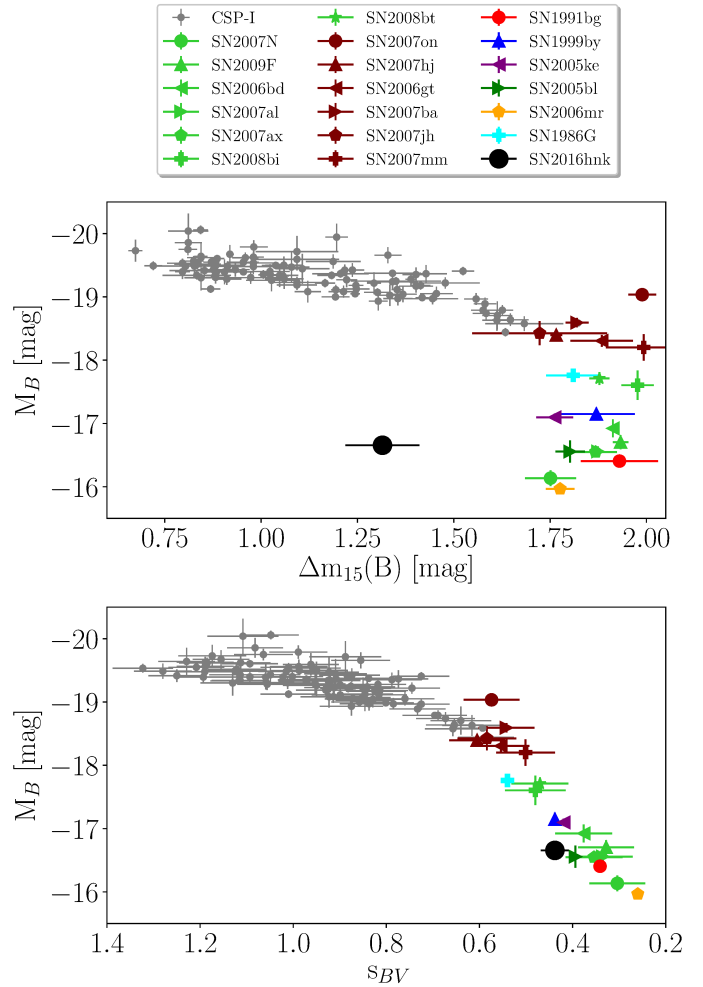 CSP-I
SN2007N
SN2009F
SN2006bd
SN2007al
SN2007ax
SN2008bi
SN2008bt
SN2007on
SN2007hj
SN2006gt
SN2007ba
SN2007jh
SN2007mm
SN1991bg
SN1999by
SN2005ke
SN2005bl
SN2006mr
SN1986G
SN2016hnk
−20
−19
−18
−17
−16
M_B [mag]
0.75 1.00 1.25 1.50 1.75 2.00
Δm₁₅(B) [mag]
−20
−19
−18
−17
−16
M_B [mag]
1.4 1.2 1.0 0.8 0.6 0.4 0.2
s_BV